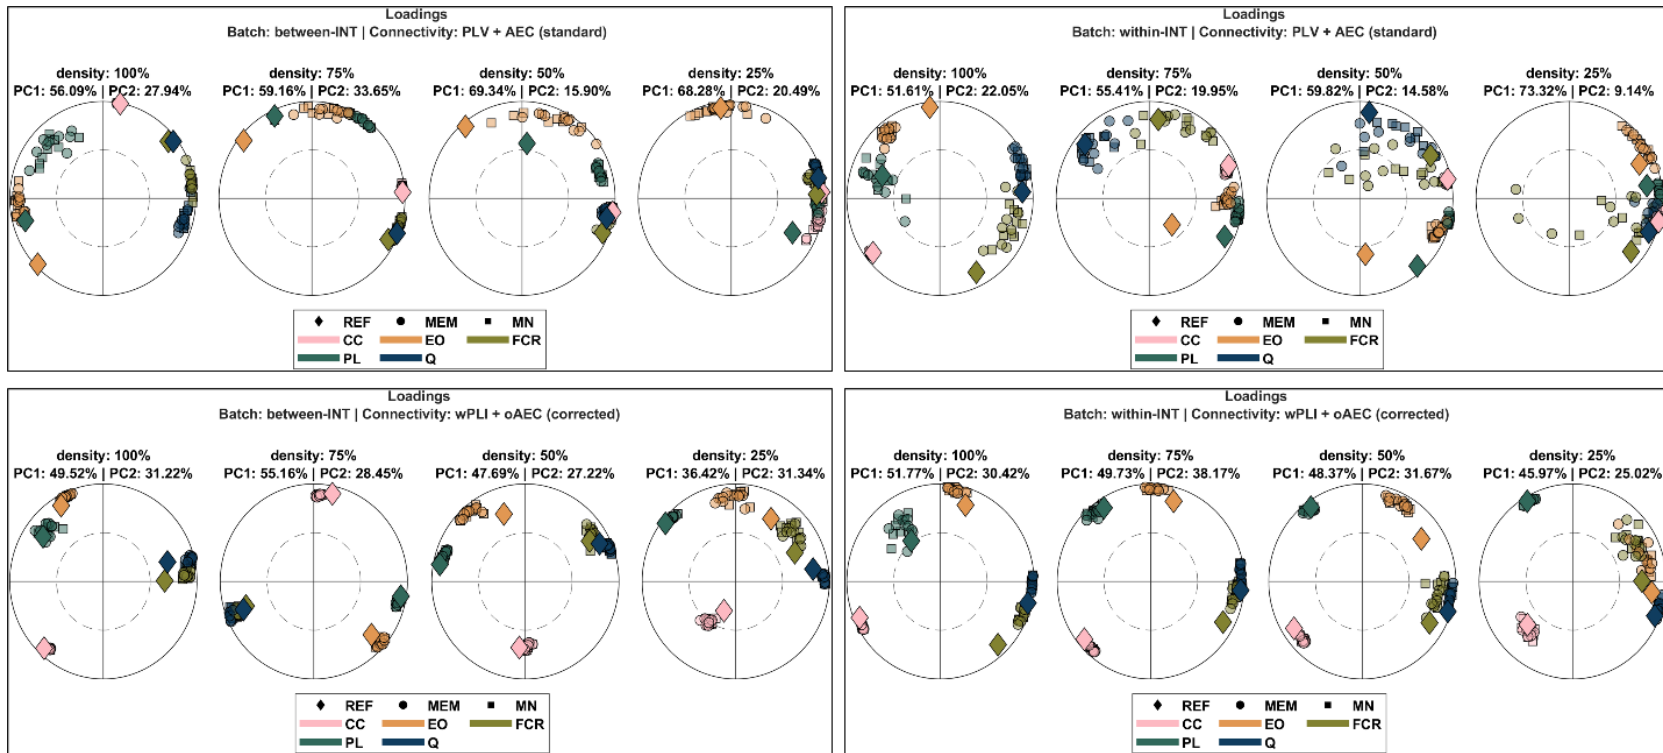 Loadings
Batch: between-INT | Connectivity: PLV + AEC (standard)
density: 100%
PC1: 56.09% | PC2: 27.94%
density: 75%
PC1: 59.16% | PC2: 33.65%
density: 50%
PC1: 69.34% | PC2: 15.90%
density: 25%
PC1: 68.28% | PC2: 20.49%
REF MEM MN
CC EO FCR
PL Q
Loadings
Batch: within-INT | Connectivity: PLV + AEC (standard)
density: 100%
PC1: 51.61% | PC2: 22.05%
density: 75%
PC1: 55.41% | PC2: 19.95%
density: 50%
PC1: 59.82% | PC2: 14.58%
density: 25%
PC1: 73.32% | PC2: 9.14%
REF MEM MN
CC EO FCR
PL Q
Loadings
Batch: between-INT | Connectivity: wPLI + oAEC (corrected)
density: 100%
PC1: 49.52% | PC2: 31.22%
density: 75%
PC1: 55.16% | PC2: 28.45%
density: 50%
PC1: 47.69% | PC2: 27.22%
density: 25%
PC1: 36.42% | PC2: 31.34%
REF MEM MN
CC EO FCR
PL Q
Loadings
Batch: within-INT | Connectivity: wPLI + oAEC (corrected)
density: 100%
PC1: 51.77% | PC2: 30.42%
density: 75%
PC1: 49.73% | PC2: 38.17%
density: 50%
PC1: 48.37% | PC2: 31.67%
density: 25%
PC1: 45.97% | PC2: 25.02%
REF MEM MN
CC EO FCR
PL Q